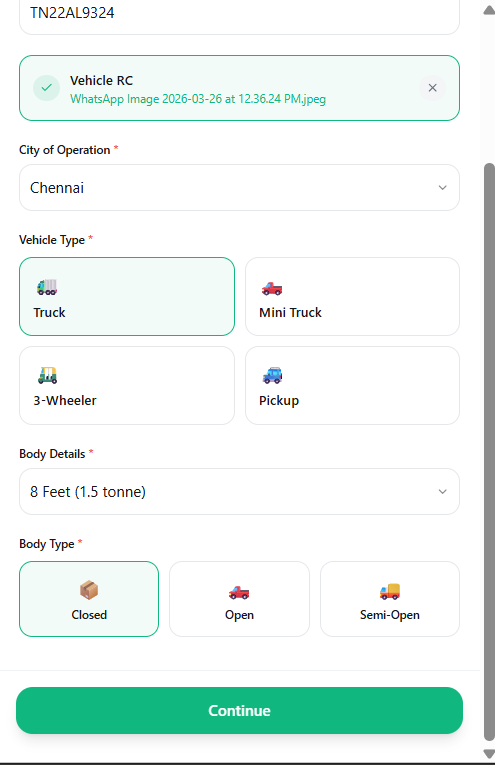 TN22AL9324
Vehicle RC
WhatsApp Image 2026-03-26 at 12.36.24 PM.jpeg
City of Operation *
Chennai
Vehicle Type *
Truck
Mini Truck
3-Wheeler
Pickup
Body Details *
8 Feet (1.5 tonne)
Body Type *
Closed
Open
Semi-Open
Continue